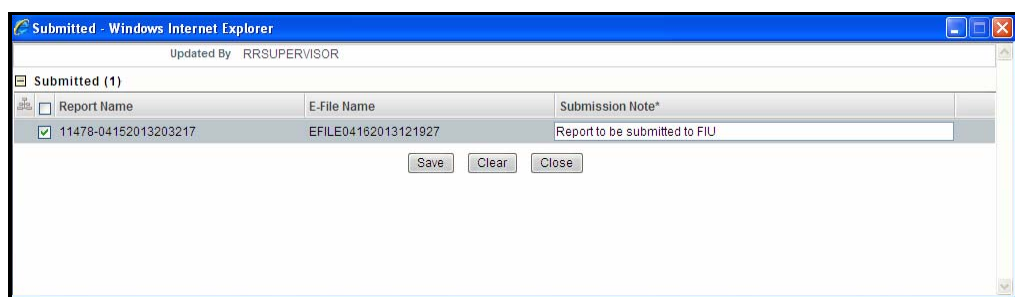 Submitted - Windows Internet Explorer
Updated By RRSUPERVISOR
Submitted (1)
Report Name E-File Name Submission Note*
11478-04152013203217 EFILE04162013121927 Report to be submitted to FIU
Save Clear Close